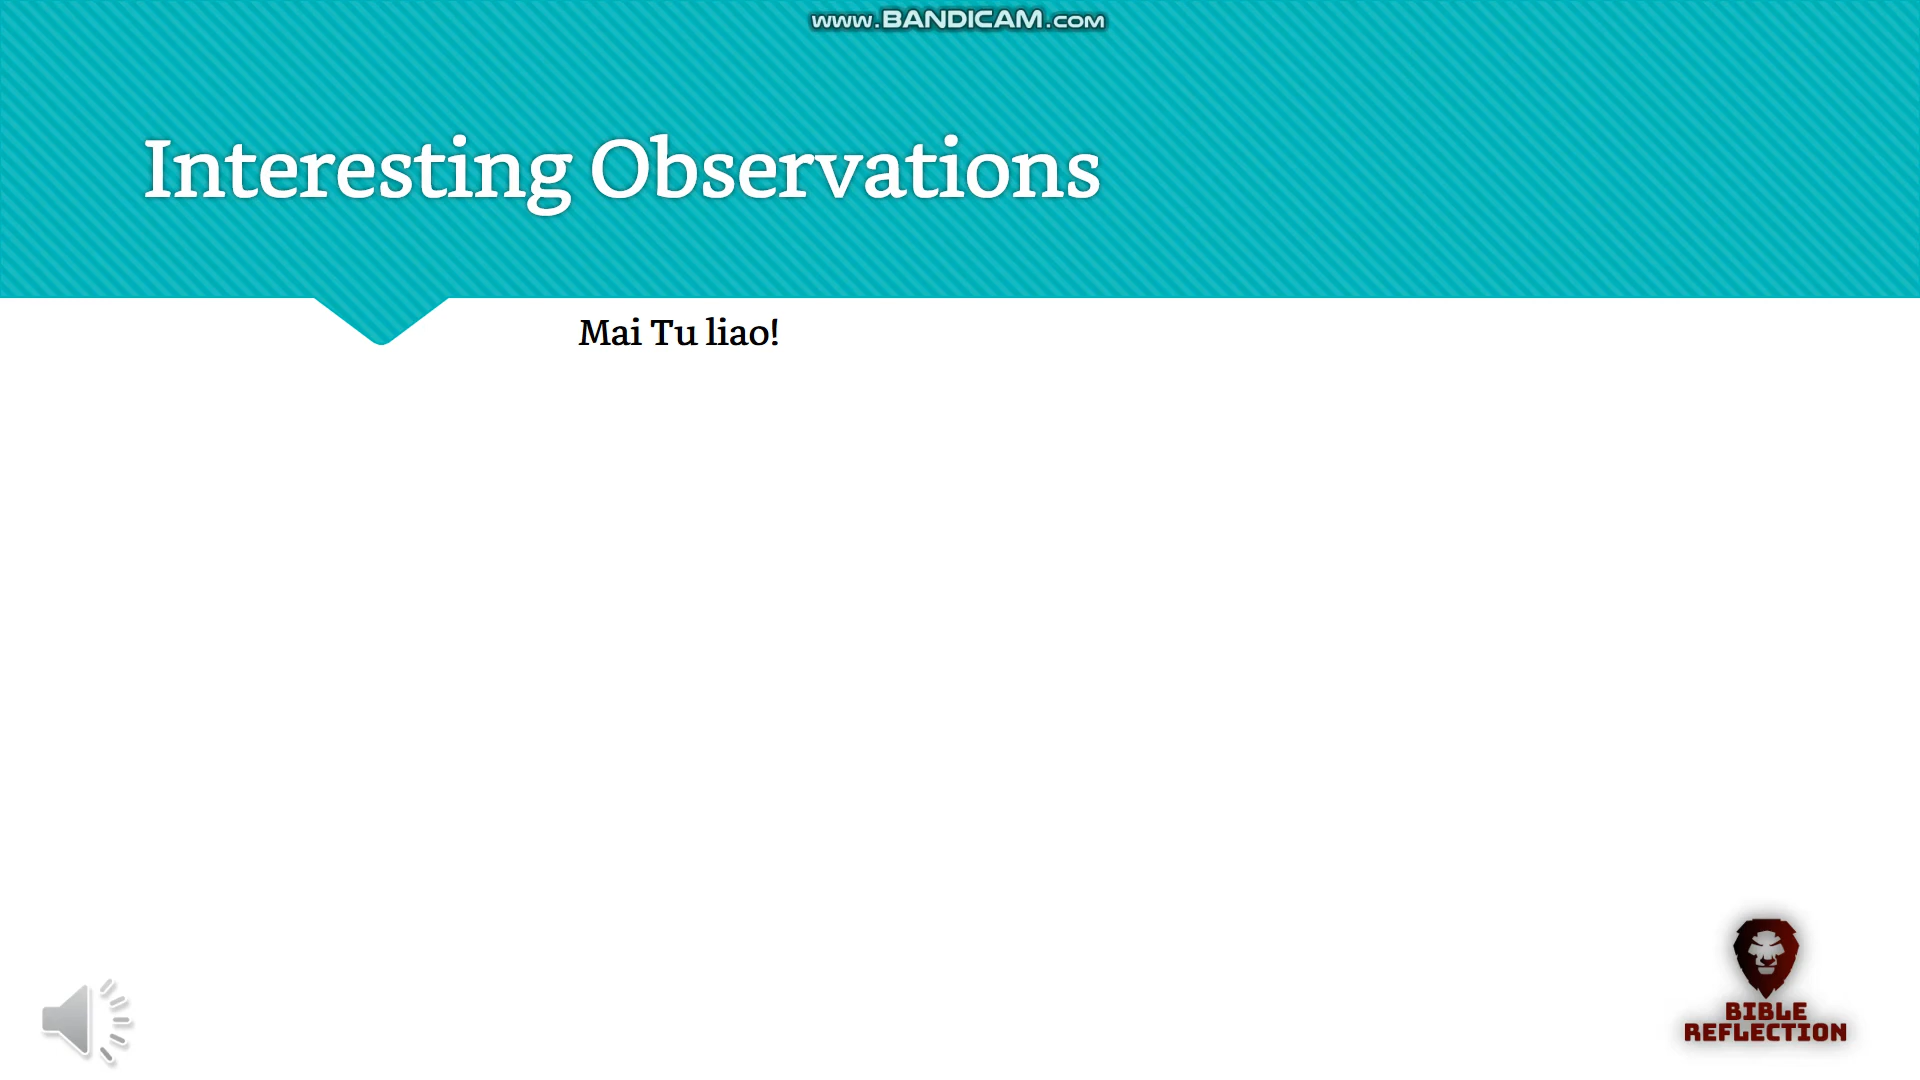 www.BANDICAM.com
Interesting Observations
Mai Tu liao!
BIBLE
REFLECTION